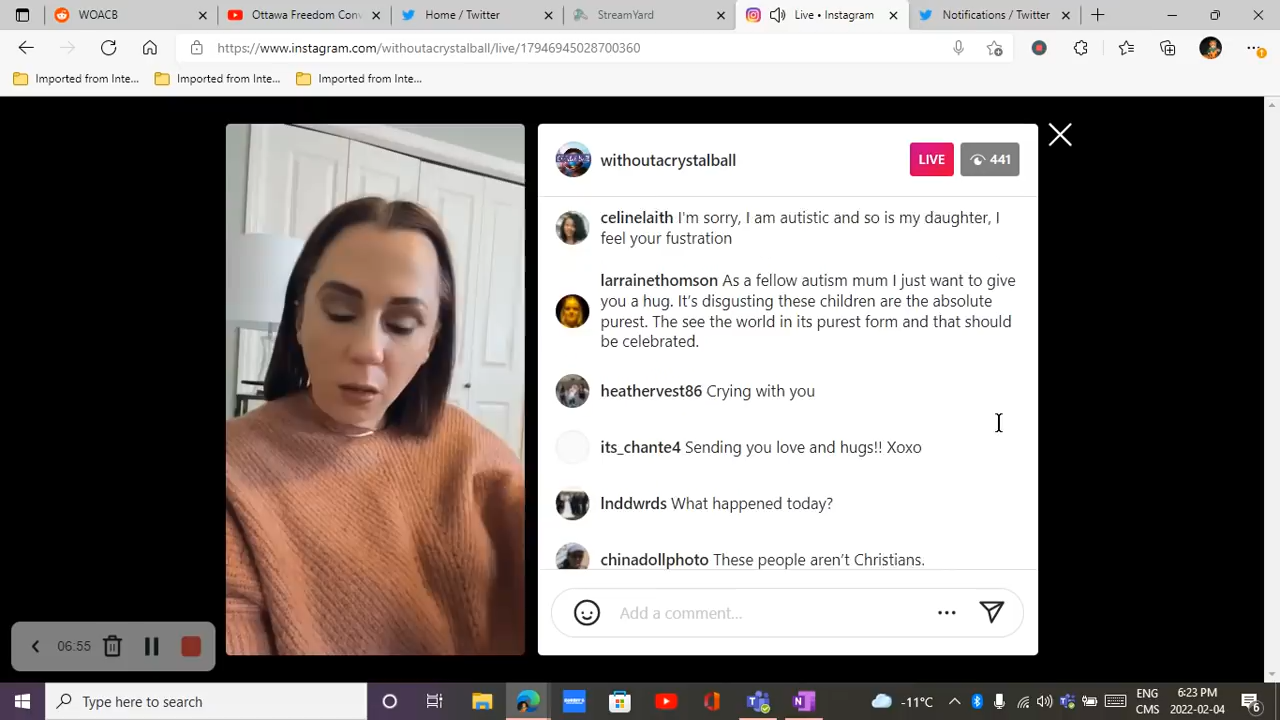 WOACB
Ottawa Freedom Con
Home / Twitter
StreamYard
Live • Instagram
Notifications / Twitter
https://www.instagram.com/withoutacrystalball/live/17946945028700360
Imported from Inte...
Imported from Inte...
Imported from Inte...
withoutacrystalball
LIVE
441
celinelaith I'm sorry, I am autistic and so is my daughter, I
feel your fustration
larrainethomson As a fellow autism mum I just want to give
you a hug. It's disgusting these children are the absolute
purest. The see the world in its purest form and that should
be celebrated.
heathervest86 Crying with you
its_chante4 Sending you love and hugs!! Xoxo
lnddwrds What happened today?
chinadollphoto These people aren't Christians.
Add a comment...
06:55
Type here to search
-11°C
ENG
CMS
6:23 PM
2022-02-04
6